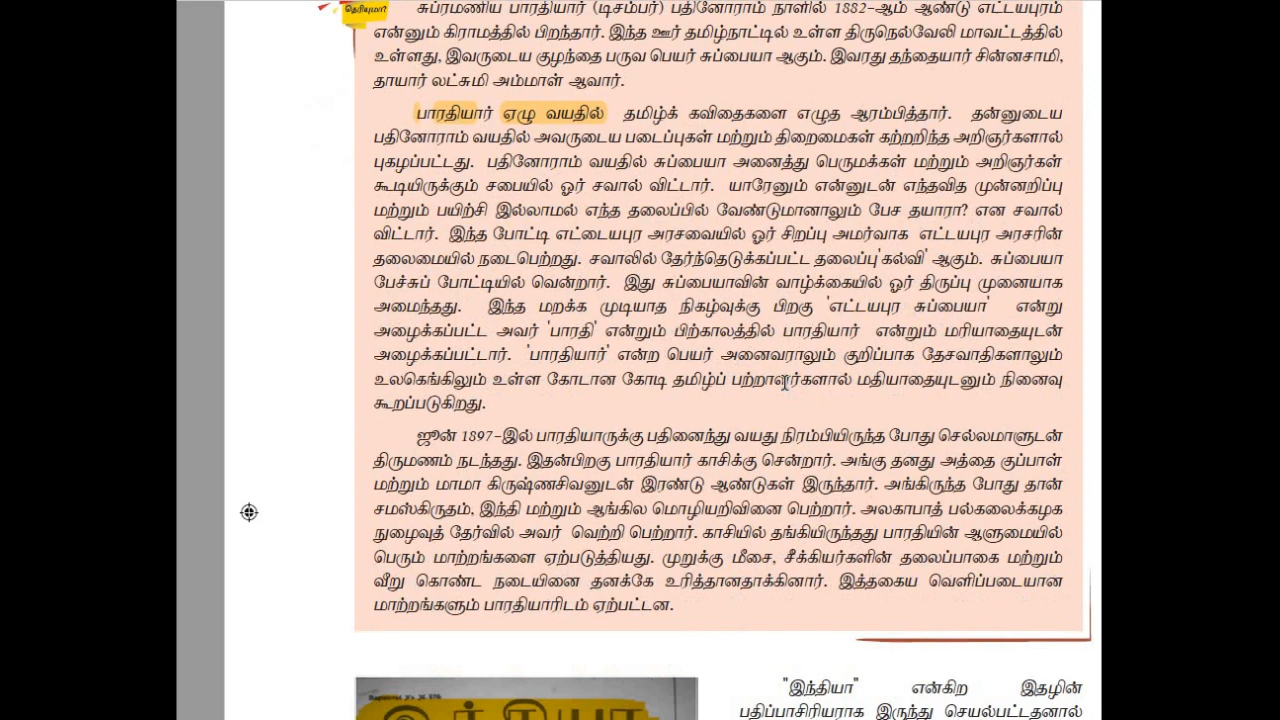 தெரியுமா?
சுப்ரமணிய பாரதியார் (டிசம்பர்) பதினோராம் நாளில் 1882-ஆம் ஆண்டு எட்டயபுரம்
என்னும் கிராமத்தில் பிறந்தார். இந்த ஊர் தமிழ்நாட்டில் உள்ள திருநெல்வேலி மாவட்டத்தில்
உள்ளது, இவருடைய குழந்தை பருவ பெயர் சுப்பையா ஆகும். இவரது தந்தையார் சின்னசாமி,
தாயார் லட்சுமி அம்மாள் ஆவார்.
பாரதியார் ஏழு வயதில் தமிழ்க் கவிதைகளை எழுத ஆரம்பித்தார். தன்னுடைய
பதினோராம் வயதில் அவருடைய படைப்புகள் மற்றும் திறைமைகள் கற்றறிந்த அறிஞர்களால்
புகழப்பட்டது. பதினோராம் வயதில் சுப்பையா அனைத்து பெருமக்கள் மற்றும் அறிஞர்கள்
கூடியிருக்கும் சபையில் ஓர் சவால் விட்டார். யாரேனும் என்னுடன் எந்தவித முன்னறிப்பு
மற்றும் பயிற்சி இல்லாமல் எந்த தலைப்பில் வேண்டுமானாலும் பேச தயாரா? என சவால்
விட்டார். இந்த போட்டி எட்டையபுர அரசவையில் ஓர் சிறப்பு அமர்வாக எட்டயபுர அரசரின்
தலைமையில் நடைபெற்றது. சவாலில் தேர்ந்தெடுக்கப்பட்ட தலைப்பு'கல்வி' ஆகும். சுப்பையா
பேச்சுப் போட்டியில் வென்றார். இது சுப்பையாவின் வாழ்க்கையில் ஓர் திருப்பு முனையாக
அமைந்தது. இந்த மறக்க முடியாத நிகழ்வுக்கு பிறகு 'எட்டயபுர சுப்பையா' என்று
அழைக்கப்பட்ட அவர் 'பாரதி' என்றும் பிற்காலத்தில் பாரதியார் என்றும் மரியாதையுடன்
அழைக்கப்பட்டார். 'பாரதியார்' என்ற பெயர் அனைவராலும் குறிப்பாக தேசவாதிகளாலும்
உலகெங்கிலும் உள்ள கோடான கோடி தமிழ்ப் பற்றாளர்களால் மதியாதையுடனும் நினைவு
கூறப்படுகிறது.
ஜூன் 1897-இல் பாரதியாருக்கு பதினைந்து வயது நிரம்பியிருந்த போது செல்லமாளுடன்
திருமணம் நடந்தது. இதன்பிறகு பாரதியார் காசிக்கு சென்றார். அங்கு தனது அத்தை குப்பாள்
மற்றும் மாமா கிருஷ்ணசிவனுடன் இரண்டு ஆண்டுகள் இருந்தார். அங்கிருந்த போது தான்
சமஸ்கிருதம், இந்தி மற்றும் ஆங்கில மொழியறிவினை பெற்றார். அலகாபாத் பல்கலைக்கழக
நுழைவுத் தேர்வில் அவர் வெற்றி பெற்றார். காசியில் தங்கியிருந்தது பாரதியின் ஆளுமையில்
பெரும் மாற்றங்களை ஏற்படுத்தியது. முறுக்கு மீசை, சீக்கியர்களின் தலைப்பாகை மற்றும்
வீறு கொண்ட நடையினை தனக்கே உரித்தானதாக்கினார். இத்தகைய வெளிப்படையான
மாற்றங்களும் பாரதியாரிடம் ஏற்பட்டன.
"இந்தியா" என்கிற இதழின்
பதிப்பாசிரியராக இருந்து செயல்பட்டதனால்